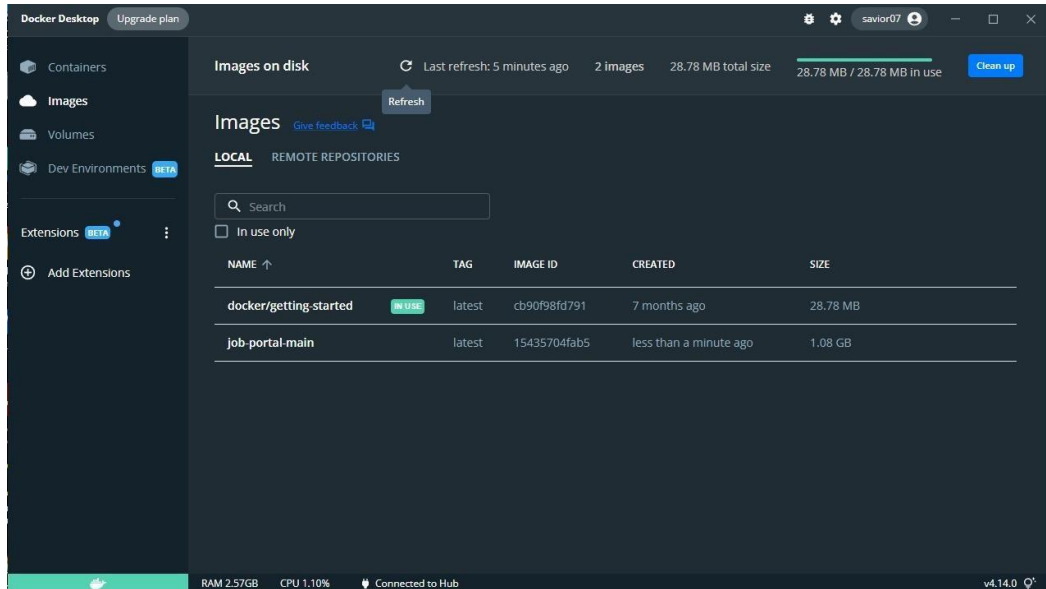 Docker Desktop Upgrade plan savior07
Containers
Images
Volumes
Dev Environments BETA
Extensions BETA
Add Extensions
Images on disk Last refresh: 5 minutes ago 2 images 28.78 MB total size 28.78 MB / 28.78 MB in use Clean up
Refresh
Images Give feedback
LOCAL REMOTE REPOSITORIES
Search
In use only
NAME TAG IMAGE ID CREATED SIZE
docker/getting-started IN USE latest cb90f98fd791 7 months ago 28.78 MB
job-portal-main latest 15435704fab5 less than a minute ago 1.08 GB
RAM 2.57GB CPU 1.10% Connected to Hub v4.14.0